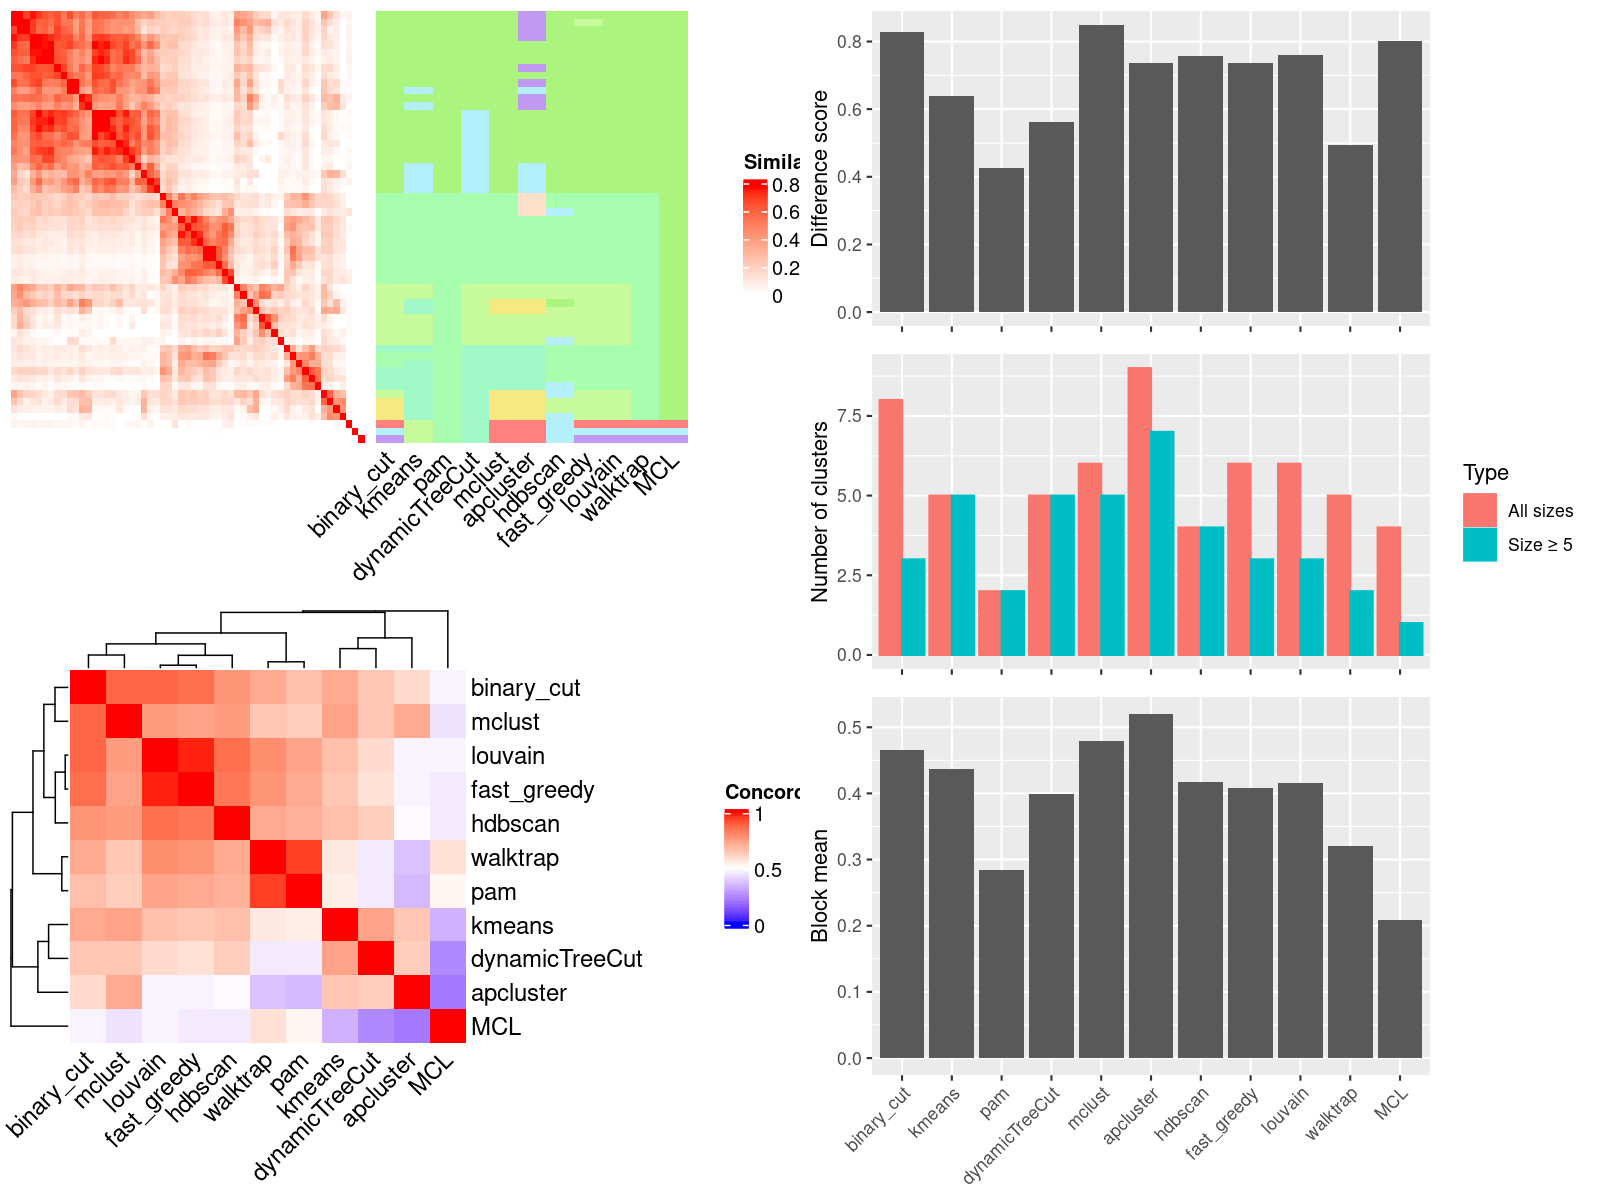 Simila
0.8
0.6
0.4
0.2
0
binary_cut
kmeans
pam
dynamicTreeCut
mclust
apcluster
hdbscan
fast_greedy
louvain
walktrap
MCL
binary_cut
mclust
louvain
fast_greedy
hdbscan
walktrap
pam
kmeans
dynamicTreeCut
apcluster
MCL
binary_cut
mclust
louvain
fast_greedy
hdbscan
walktrap
pam
kmeans
dynamicTreeCut
apcluster
MCL
Concord
1
0.5
0
Difference score
0.8
0.6
0.4
0.2
0.0
Number of clusters
7.5
5.0
2.5
0.0
Type
All sizes
Size ≥ 5
Block mean
0.5
0.4
0.3
0.2
0.1
0.0
binary_cut
kmeans
pam
dynamicTreeCut
mclust
apcluster
hdbscan
fast_greedy
louvain
walktrap
MCL